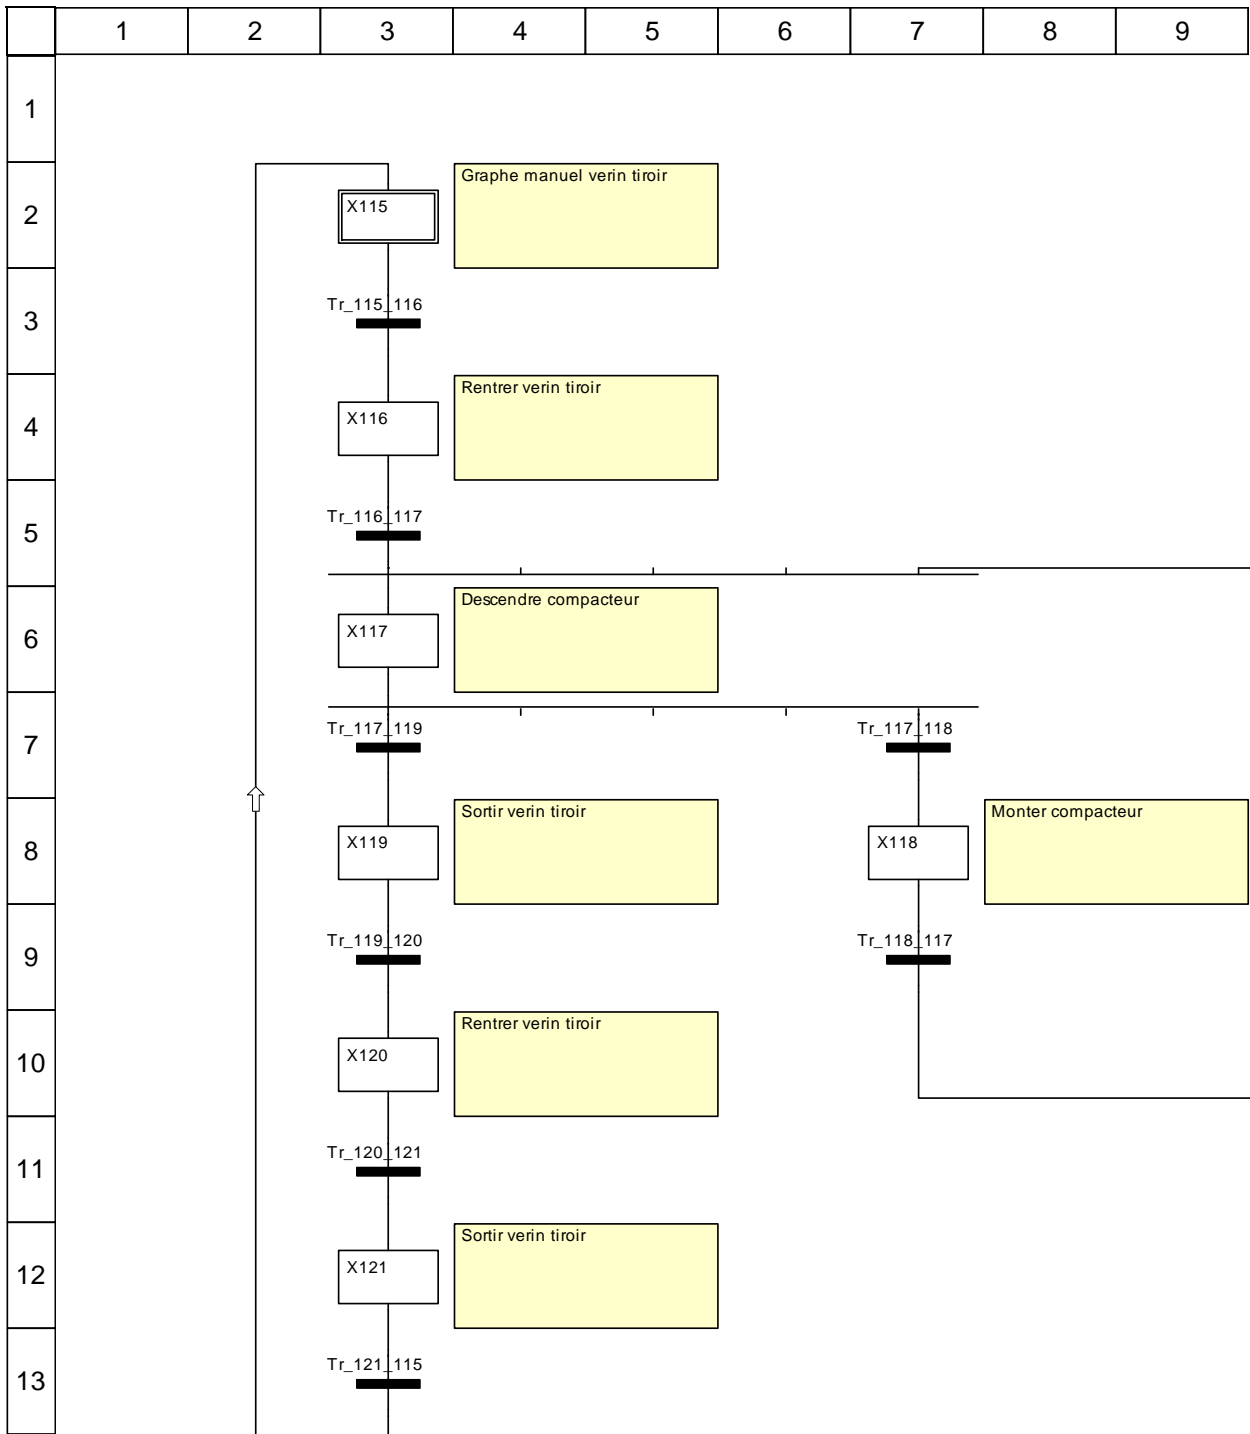 1 2 3 4 5 6 7 8 9
1
2
X115
Graphe manuel verin tiroir
3
Tr_115_116
4
X116
Rentrer verin tiroir
5
Tr_116_117
6
X117
Descendre compacteur
7
Tr_117_119
Tr_117_118
8
X119
Sortir verin tiroir
X118
Monter compacteur
9
Tr_119_120
Tr_118_117
10
X120
Rentrer verin tiroir
11
Tr_120_121
12
X121
Sortir verin tiroir
13
Tr_121_115